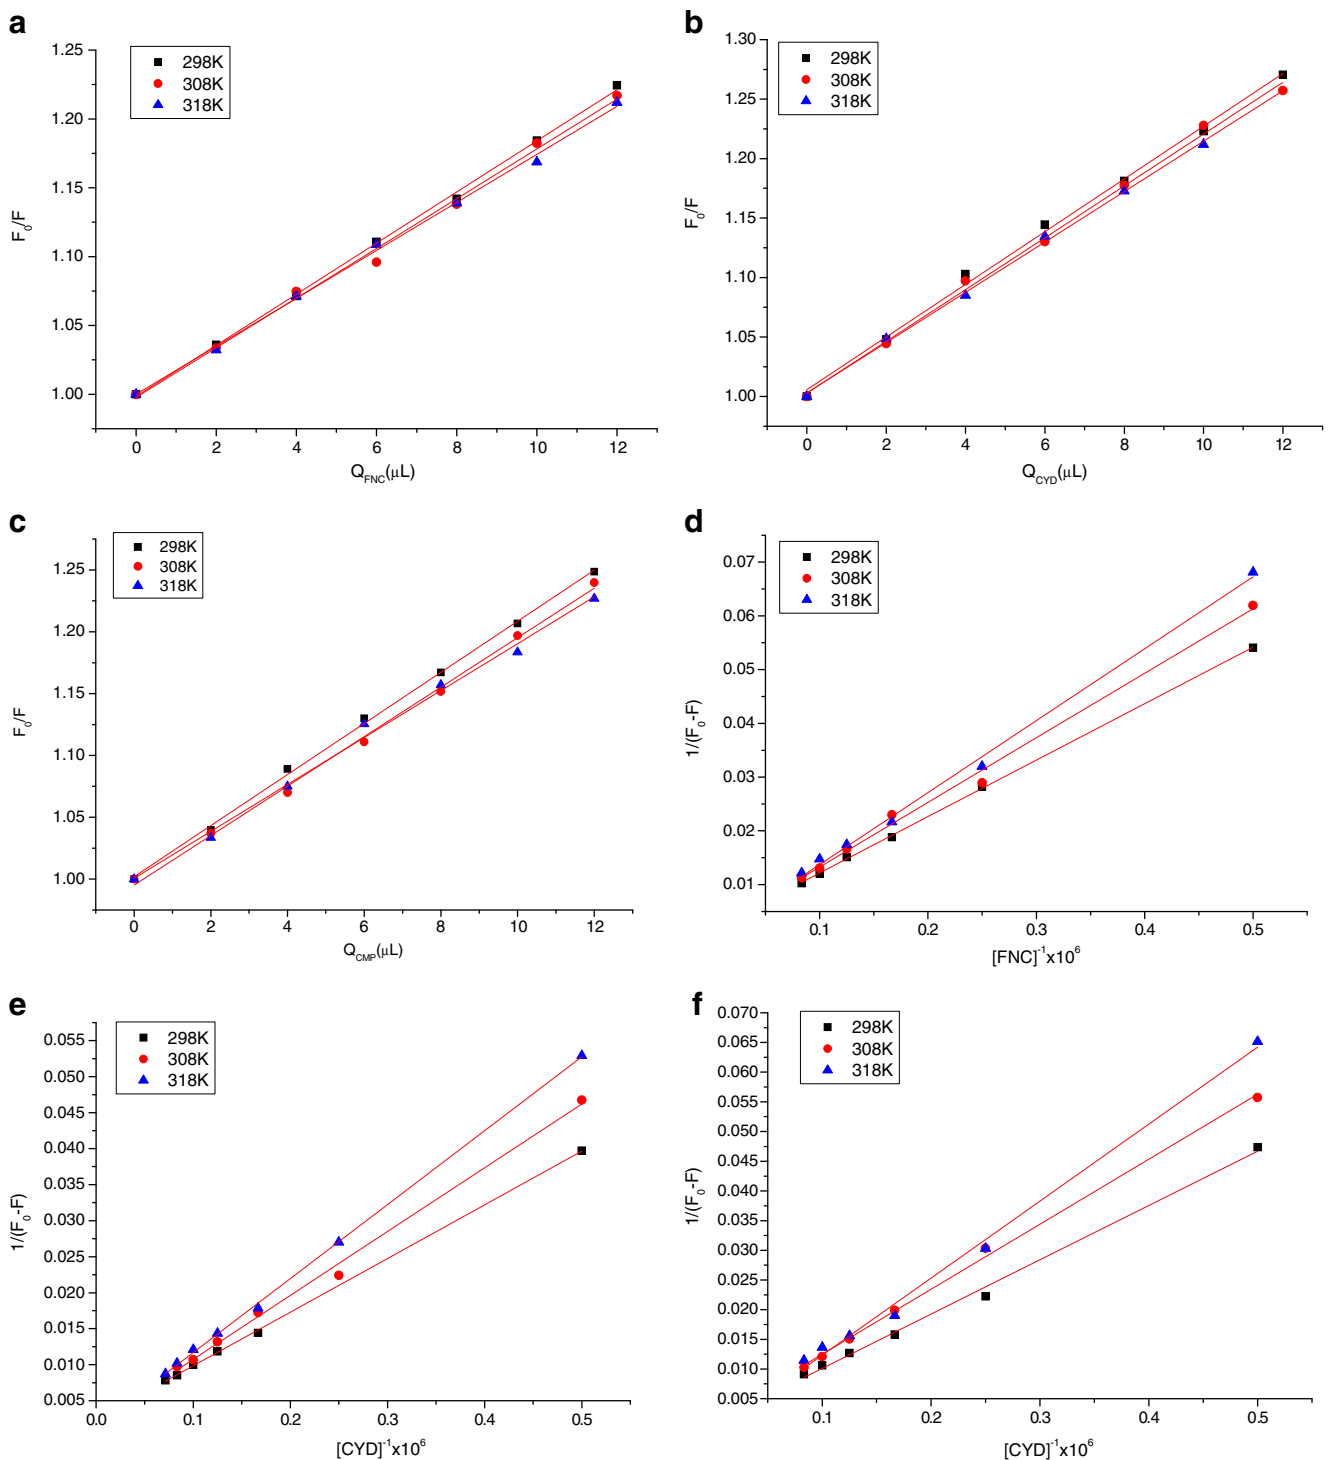 a
1.25
1.20
1.15
1.10
1.05
1.00
F0/F
298K
308K
318K
0 2 4 6 8 10 12
QFNC(μL)
b
1.30
1.25
1.20
1.15
1.10
1.05
1.00
F0/F
298K
308K
318K
0 2 4 6 8 10 12
QCYD(μL)
c
1.25
1.20
1.15
1.10
1.05
1.00
F0/F
298K
308K
318K
0 2 4 6 8 10 12
QCMP(μL)
d
0.07
0.06
0.05
0.04
0.03
0.02
0.01
1/(F0-F)
298K
308K
318K
0.1 0.2 0.3 0.4 0.5
[FNC]-1x106
e
0.055
0.050
0.045
0.040
0.035
0.030
0.025
0.020
0.015
0.010
0.005
1/(F0-F)
298K
308K
318K
0.0 0.1 0.2 0.3 0.4 0.5
[CYD]-1x106
f
0.070
0.065
0.060
0.055
0.050
0.045
0.040
0.035
0.030
0.025
0.020
0.015
0.010
0.005
1/(F0-F)
298K
308K
318K
0.1 0.2 0.3 0.4 0.5
[CYD]-1x106